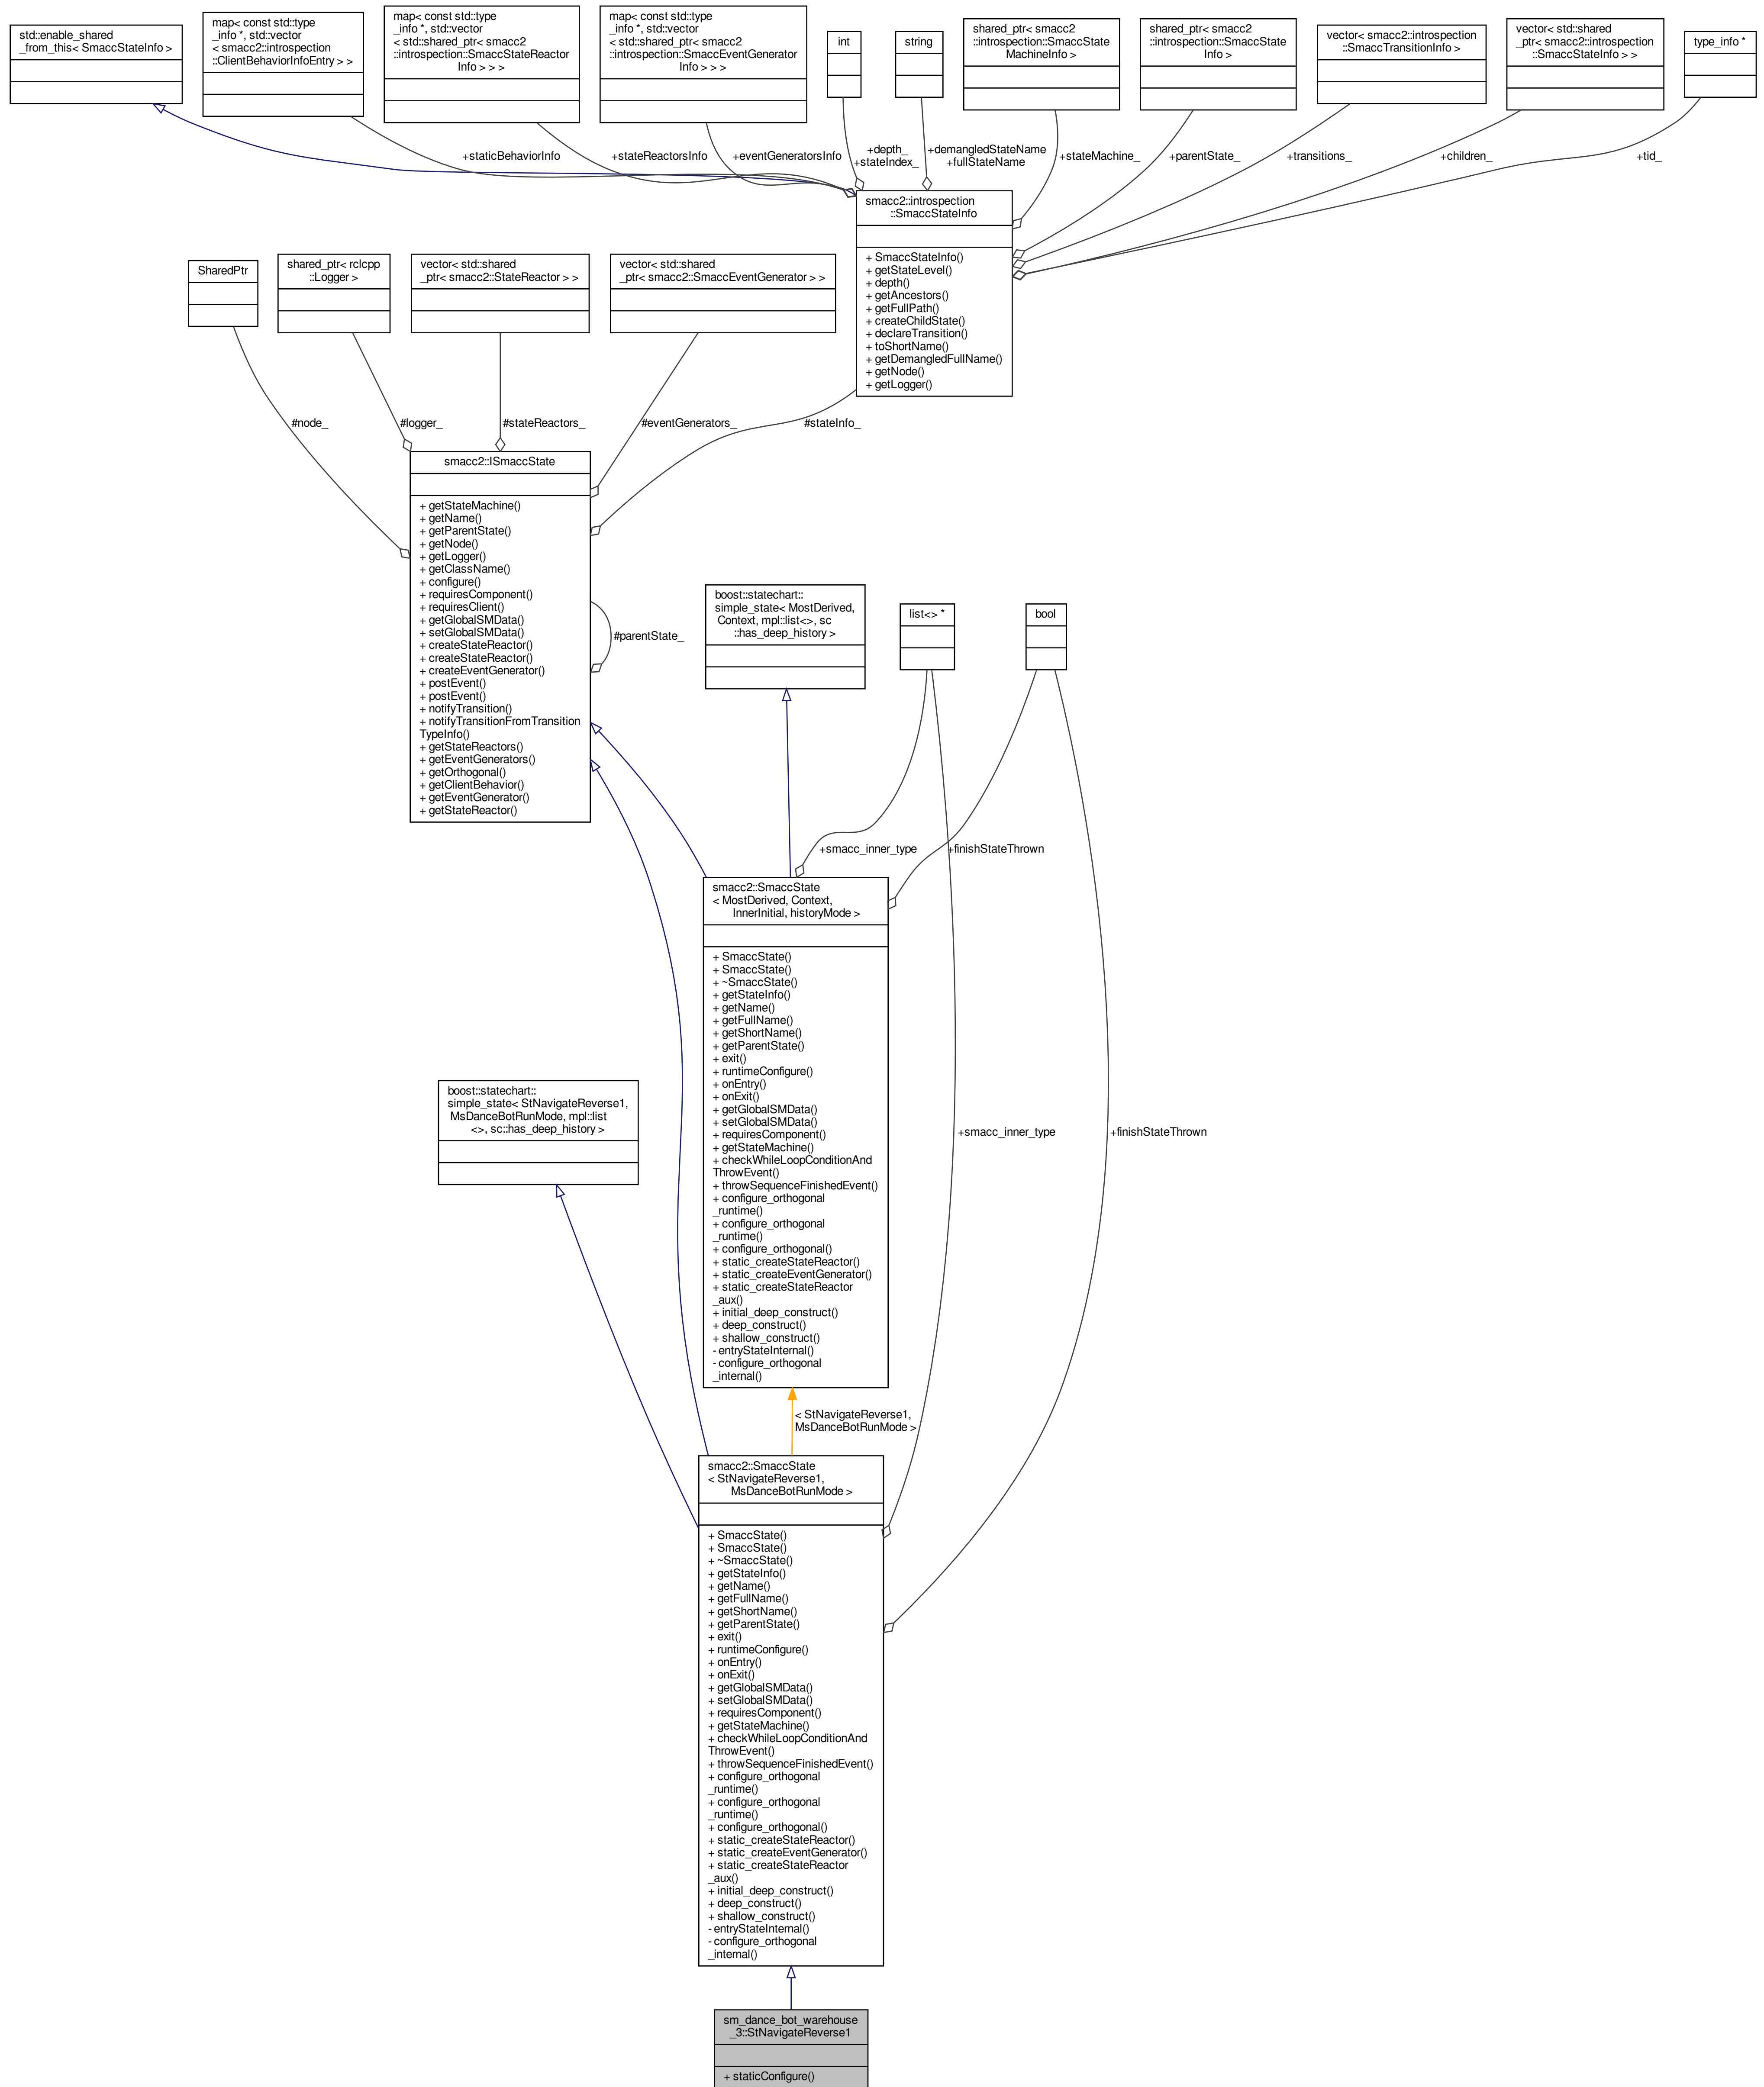 std::enable_shared
_from_this< SmaccStateInfo >
map< const std::type
_info *, std::vector
< smacc2::introspection
::ClientBehaviorInfoEntry > >
map< const std::type
_info *, std::vector
< std::shared_ptr< smacc2
::introspection::SmaccStateReactor
Info > > >
map< const std::type
_info *, std::vector
< std::shared_ptr< smacc2
::introspection::SmaccEventGenerator
Info > > >
int
string
shared_ptr< smacc2
::introspection::SmaccState
MachineInfo >
shared_ptr< smacc2
::introspection::SmaccState
Info >
vector< smacc2::introspection
::SmaccTransitionInfo >
vector< std::shared
_ptr< smacc2::introspection
::SmaccStateInfo > >
type_info *
+staticBehaviorInfo
+stateReactorsInfo
+eventGeneratorsInfo
+depth_
+stateIndex_
+demangledStateName
+fullStateName
+stateMachine_
+parentState_
+transitions_
+children_
+tid_
smacc2::introspection
::SmaccStateInfo
+ SmaccStateInfo()
+ getStateLevel()
+ depth()
+ getAncestors()
+ getFullPath()
+ createChildState()
+ declareTransition()
+ toShortName()
+ getDemangledFullName()
+ getNode()
+ getLogger()
SharedPtr
shared_ptr< rclcpp
::Logger >
vector< std::shared
_ptr< smacc2::StateReactor > >
vector< std::shared
_ptr< smacc2::SmaccEventGenerator > >
#node_
#logger_
#stateReactors_
#eventGenerators_
#stateInfo_
smacc2::ISmaccState
+ getStateMachine()
+ getName()
+ getParentState()
+ getNode()
+ getLogger()
+ getClassName()
+ configure()
+ requiresComponent()
+ requiresClient()
+ getGlobalSMData()
+ setGlobalSMData()
+ createStateReactor()
+ createStateReactor()
+ createEventGenerator()
+ postEvent()
+ postEvent()
+ notifyTransition()
+ notifyTransitionFromTransition
TypeInfo()
+ getStateReactors()
+ getEventGenerators()
+ getOrthogonal()
+ getClientBehavior()
+ getEventGenerator()
+ getStateReactor()
#parentState_
boost::statechart::
simple_state< MostDerived,
Context, mpl::list<>, sc
::has_deep_history >
list<> *
bool
+smacc_inner_type
+finishStateThrown
smacc2::SmaccState
< MostDerived, Context,
InnerInitial, historyMode >
+ SmaccState()
+ SmaccState()
+ ~SmaccState()
+ getStateInfo()
+ getName()
+ getFullName()
+ getShortName()
+ getParentState()
+ exit()
+ runtimeConfigure()
+ onEntry()
+ onExit()
+ getGlobalSMData()
+ setGlobalSMData()
+ requiresComponent()
+ getStateMachine()
+ checkWhileLoopConditionAnd
ThrowEvent()
+ throwSequenceFinishedEvent()
+ configure_orthogonal
_runtime()
+ configure_orthogonal
_runtime()
+ configure_orthogonal()
+ static_createStateReactor()
+ static_createEventGenerator()
+ static_createStateReactor
_aux()
+ initial_deep_construct()
+ deep_construct()
+ shallow_construct()
- entryStateInternal()
- configure_orthogonal
_internal()
boost::statechart::
simple_state< StNavigateReverse1,
MsDanceBotRunMode, mpl::list
<>, sc::has_deep_history >
+smacc_inner_type
+finishStateThrown
< StNavigateReverse1,
MsDanceBotRunMode >
smacc2::SmaccState
< StNavigateReverse1,
MsDanceBotRunMode >
+ SmaccState()
+ SmaccState()
+ ~SmaccState()
+ getStateInfo()
+ getName()
+ getFullName()
+ getShortName()
+ getParentState()
+ exit()
+ runtimeConfigure()
+ onEntry()
+ onExit()
+ getGlobalSMData()
+ setGlobalSMData()
+ requiresComponent()
+ getStateMachine()
+ checkWhileLoopConditionAnd
ThrowEvent()
+ throwSequenceFinishedEvent()
+ configure_orthogonal
_runtime()
+ configure_orthogonal
_runtime()
+ configure_orthogonal()
+ static_createStateReactor()
+ static_createEventGenerator()
+ static_createStateReactor
_aux()
+ initial_deep_construct()
+ deep_construct()
+ shallow_construct()
- entryStateInternal()
- configure_orthogonal
_internal()
sm_dance_bot_warehouse
_3::StNavigateReverse1
+ staticConfigure()